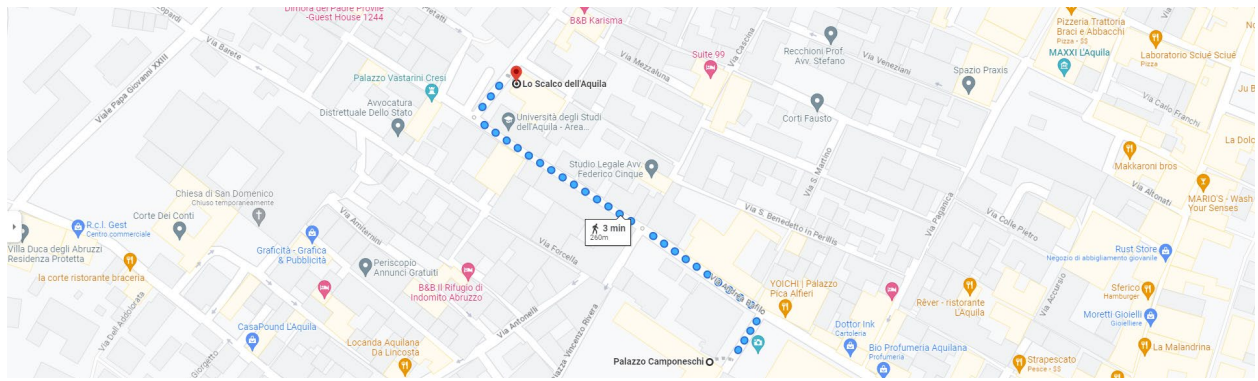 Dimora del Padre Provile
-Guest House 1244
B&B Karisma
Via Barete
Viale Papa Giovanni XXIII
Palazzo Vastarini Cresi
Avvocatura
Distrettuale Dello Stato
Lo Scalco dell'Aquila
Università degli Studi
dell'Aquila - Area...
Via Mezzaluna
Suite 99
Via Cascina
Recchioni Prof.
Avv. Stefano
Via Veneziani
Corti Fausto
Spazio Praxis
Pizzeria Trattoria
Braci e Abbacchi
Pizza • $$
MAXXI L'Aquila
Laboratorio Sciué Sciué
Pizza
Via Carlo Franchi
La Dolc
Makkaroni bros
MARIO'S - Wash
Your Senses
Via Altonati
Studio Legale Avv.
Federico Cinque
Via S. Martino
Via Paganica
Via S. Benedetto in Perillis
Via Colle Pietro
Via Accursio
Chiesa di San Domenico
Chiuso temporaneamente
Corte Dei Conti
R.c.l. Gest
Centro commerciale
Villa Duca degli Abruzzi
Residenza Protetta
la corte ristorante braceria
Graficità - Grafica
& Pubblicità
Via Amiternini
Periscopio
Annunci Gratuiti
Via Forcella
B&B Il Rifugio di
Indomito Abruzzo
3 min
260m
Via Antonelli
Piazza Vincenzo Rivera
Via Dell'Addolorata
CasaPound L'Aquila
Locanda Aquilana
Da Lincosta
Palazzo Camponeschi
YOICHI | Palazzo
Pica Alfieri
Dottor Ink
Cartoleria
Bio Profumeria Aquilana
Profumeria
Rêver - ristorante
L'Aquila
Rust Store
Negozio di abbigliamento giovanile
Sferico
Hamburger
Moretti Gioielli
Gioielliere
La Malandrina
Strapescato
Pesce • $$